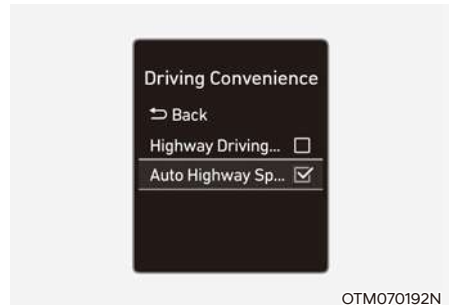 Driving Convenience
Back
Highway Driving...
Auto Highway Sp...
OTM070192N